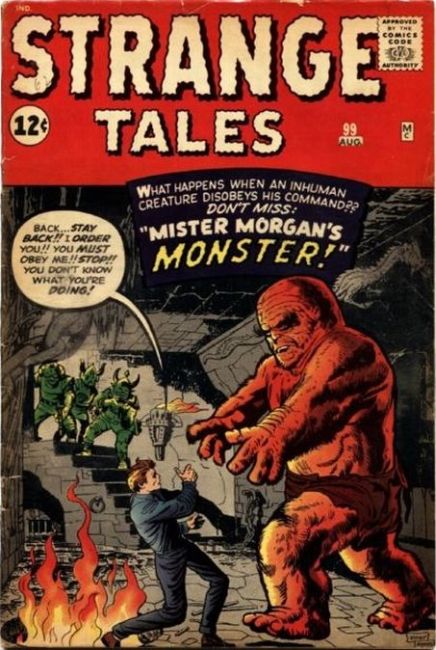 IND.
STRANGE
TALES
APPROVED
BY THE
COMICS
CODE
AUTHORITY
12¢
99
AUG.
M
C
WHAT HAPPENS WHEN AN INHUMAN
CREATURE DISOBEYS HIS COMMAND??
DON'T MISS:
"MISTER MORGAN'S
MONSTER!"
BACK...STAY
BACK!! I ORDER
YOU!! YOU MUST
OBEY ME!! STOP!!
YOU DON'T KNOW
WHAT YOU'RE
DOING!